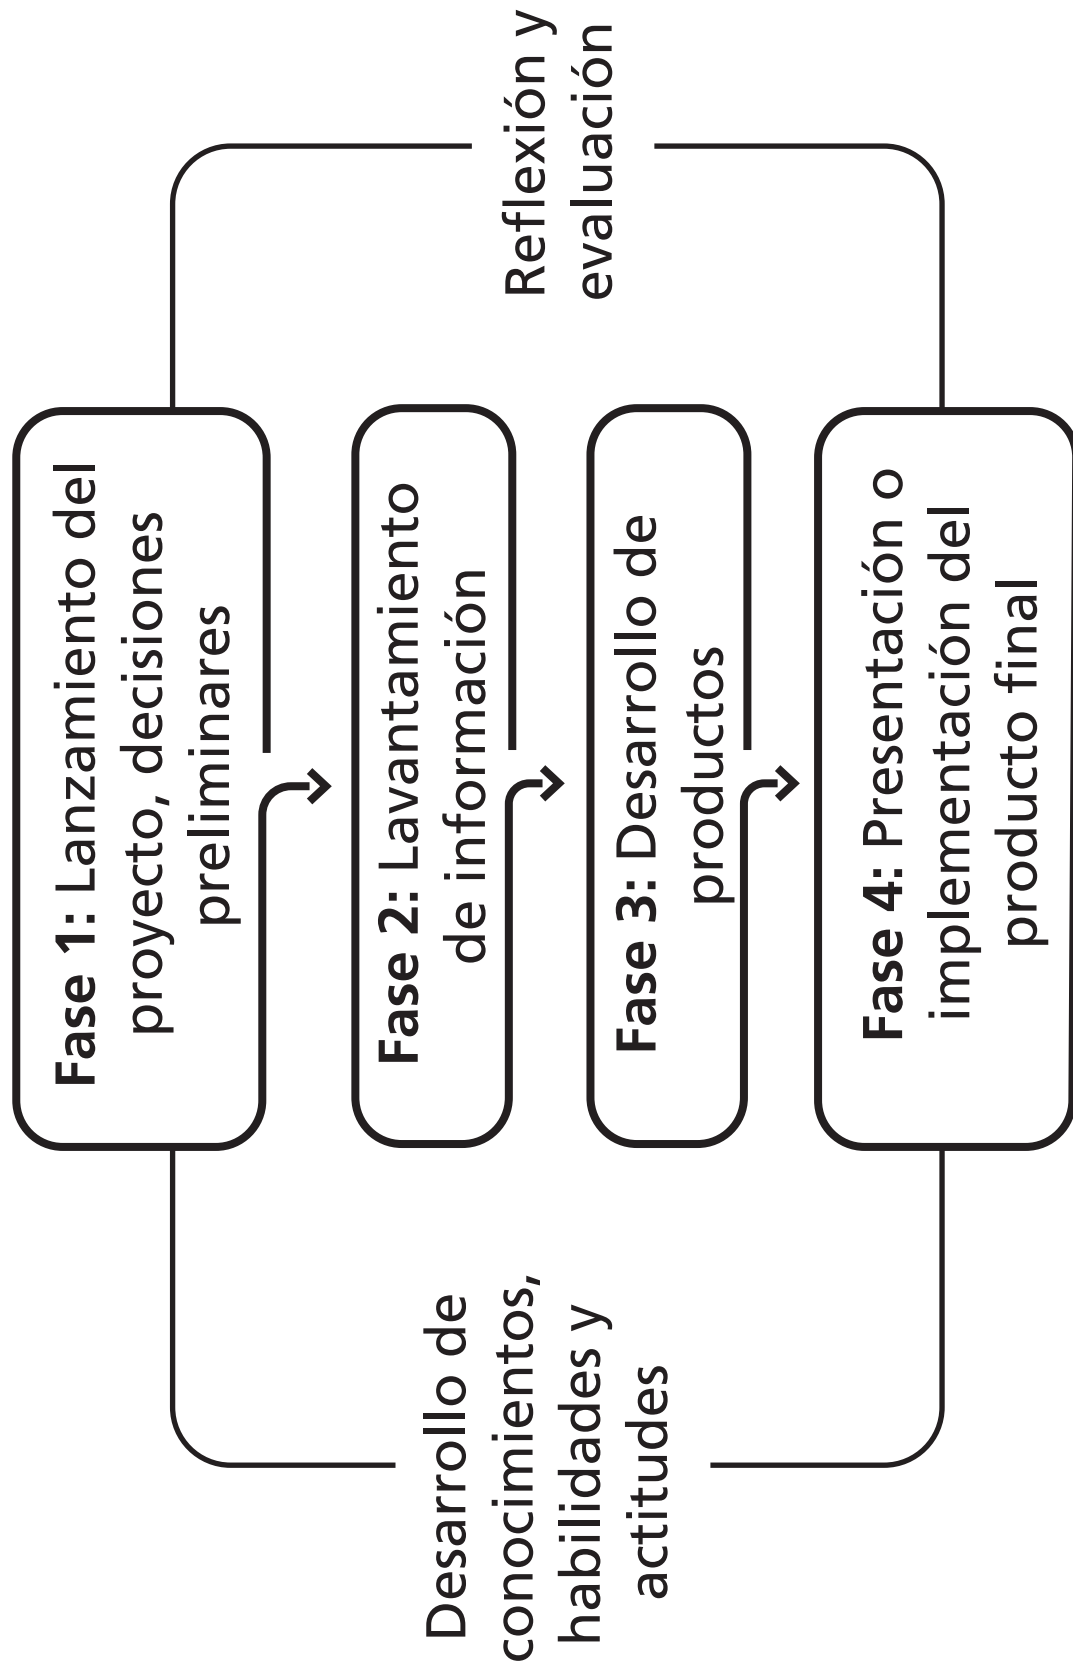 Fase 1: Lanzamiento del
proyecto, decisiones
preliminares
Fase 2: Lavantamiento
de información
Fase 3: Desarrollo de
productos
Fase 4: Presentación o
implementación del
producto final
Desarrollo de
conocimientos,
habilidades y
actitudes
Reflexión y
evaluación